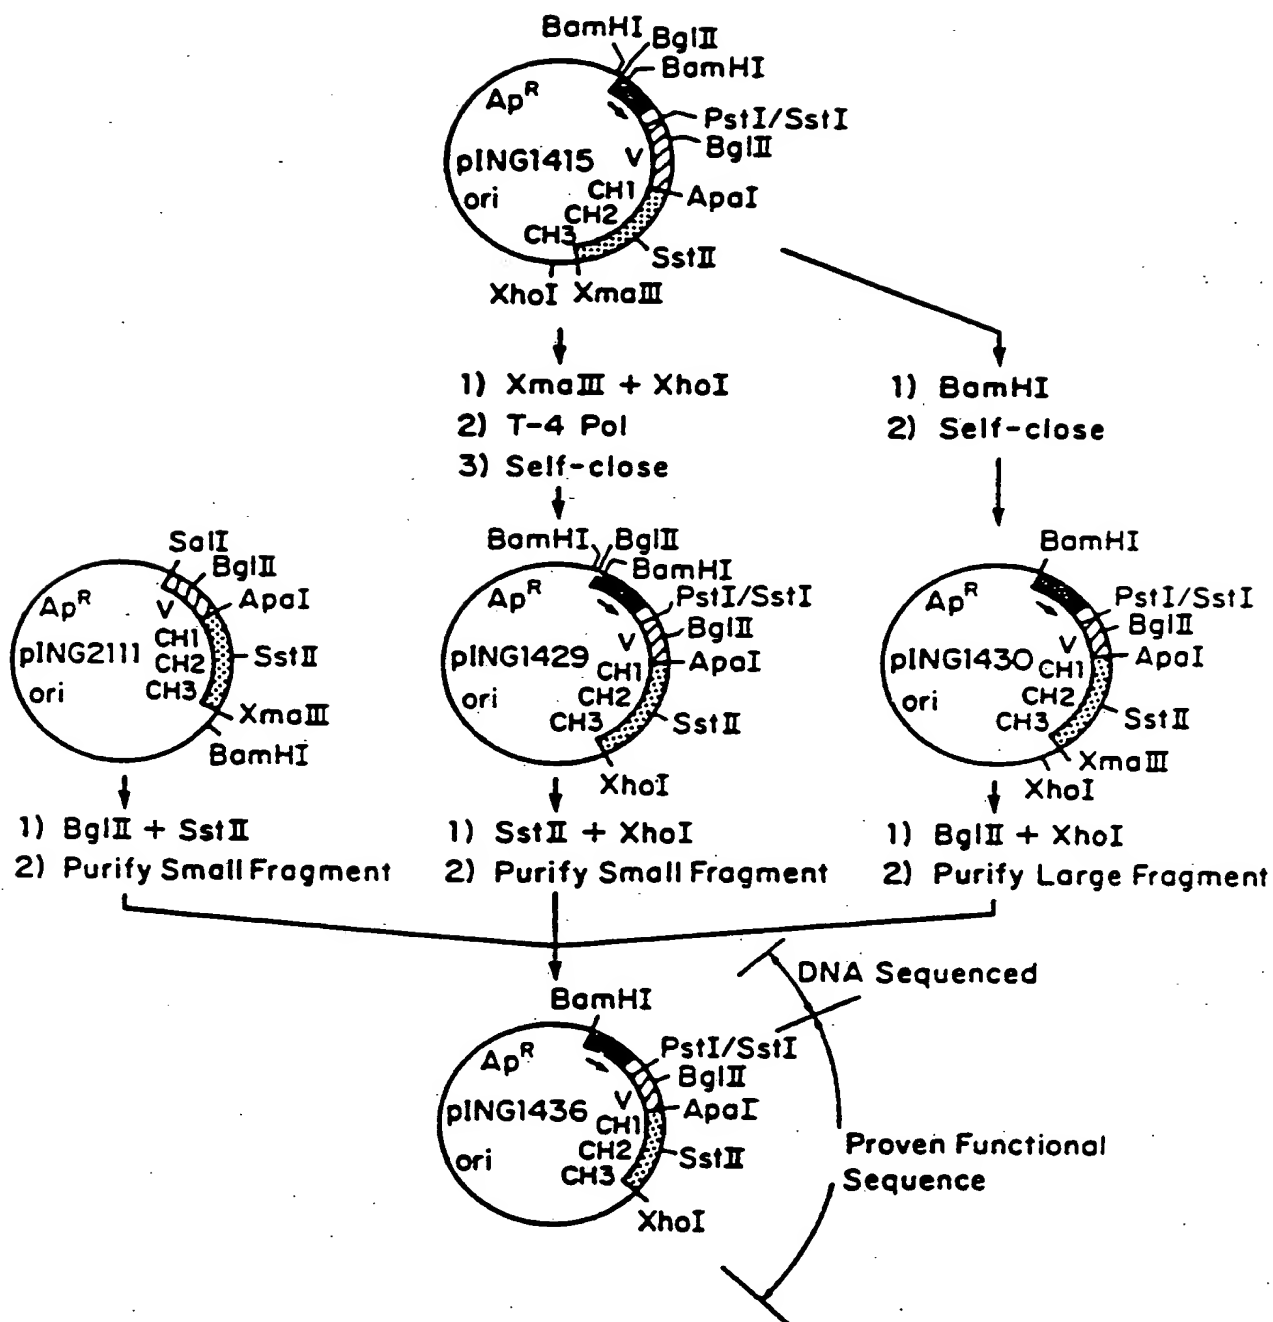 BamHI
BglII
BamHI
Ap^R
PstI/SstI
BglII
pING1415
V
ori
CH1
ApaI
CH2
CH3
SstII
XhoI XmaIII
1) XmaIII + XhoI
2) T-4 Pol
3) Self-close
1) BamHI
2) Self-close
SalI
BglII
Ap^R
ApaI
V
CH1
pING2111
CH2
SstII
ori
CH3
XmaIII
BamHI
BamHI
BglII
BamHI
Ap^R
PstI/SstI
V
BglII
pING1429
CH1
ApaI
ori
CH2
CH3
SstII
XhoI
BamHI
Ap^R
PstI/SstI
V
BglII
pING1430
CH1
ApaI
ori
CH2
CH3
SstII
XmaIII
XhoI
1) BglII + SstII
2) Purify Small Fragment
1) SstII + XhoI
2) Purify Small Fragment
1) BglII + XhoI
2) Purify Large Fragment
DNA Sequenced
BamHI
Ap^R
PstI/SstI
BglII
V
pING1436
ApaI
CH1
ori
CH2
SstII
CH3
XhoI
Proven Functional
Sequence